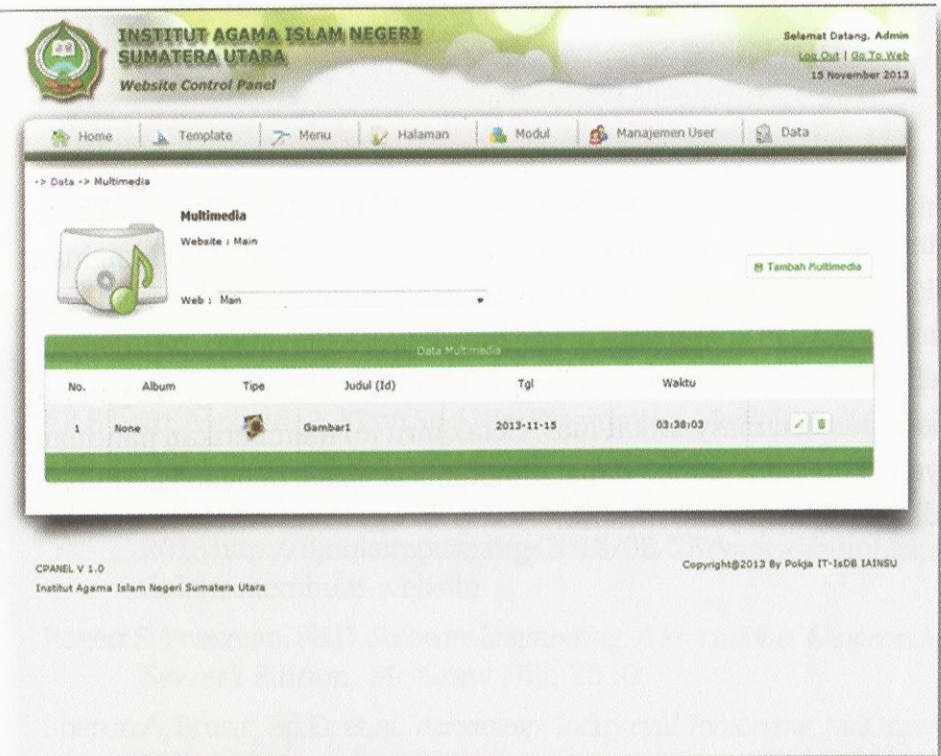 INSTITUT AGAMA ISLAM NEGERI
SUMATERA UTARA
Website Control Panel
Selamat Datang, Admin
Log Out | Go To Web
15 November 2013
Home Template Menu Halaman Modul Manajemen User Data
-> Data -> Multimedia
Multimedia
Website : Main
Tambah Multimedia
Web : Main
Data Multimedia
No. Album Tipe Judul (Id) Tgl Waktu
1 None Gambar1 2013-11-15 03:38:03
CPANEL V 1.0
Institut Agama Islam Negeri Sumatera Utara
Copyright@2013 By Pokja IT-IsDB IAINSU